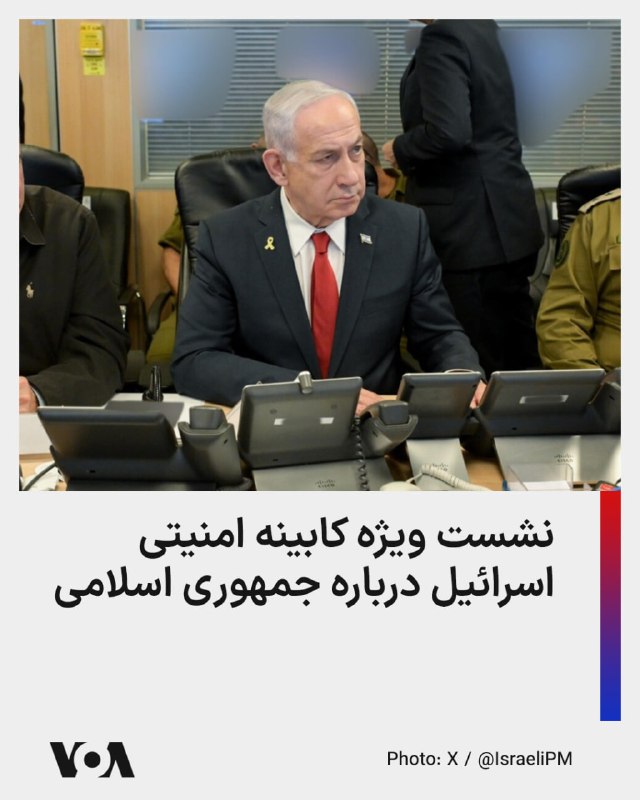 نشست ویژه کابینه امنیتی
اسرائیل درباره جمهوری اسلامی
VOA
Photo: X / @IsraeliPM